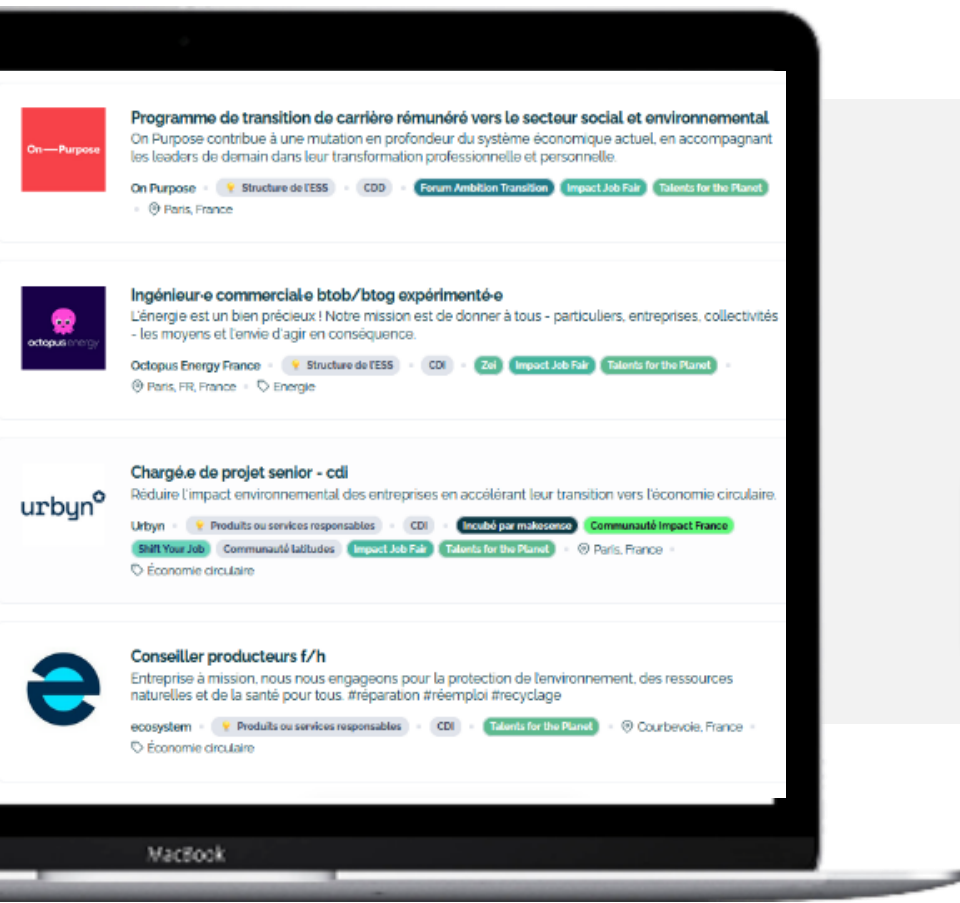 On—Purpose
Programme de transition de carrière rémunéré vers le secteur social et environnemental
On Purpose contribue à une mutation en profondeur du système économique actuel, en accompagnant
les leaders de demain dans leur transformation professionnelle et personnelle.
On Purpose Structure de l'ESS CDD Forum Ambition Transition Impact Job Fair Talents for the Planet
Paris, France
octopus energy
Ingénieur·e commercial·e btob/btog expérimenté·e
L'énergie est un bien précieux ! Notre mission est de donner à tous - particuliers, entreprises, collectivités
- les moyens et l'envie d'agir en conséquence.
Octopus Energy France Structure de l'ESS CDI Zei Impact Job Fair Talents for the Planet
Paris, FR, France Energie
urbyn
Chargé.e de projet senior - cdi
Réduire l'impact environnemental des entreprises en accélérant leur transition vers l'économie circulaire.
Urbyn Produits ou services responsables CDI Incubé par makesense Communauté Impact France
Shift Your Job Communauté latitudes Impact Job Fair Talents for the Planet Paris, France
Économie circulaire
Conseiller producteurs f/h
Entreprise à mission, nous nous engageons pour la protection de l'environnement, des ressources
naturelles et de la santé pour tous. #réparation #réemploi #recyclage
ecosystem Produits ou services responsables CDI Talents for the Planet Courbevoie, France
Économie circulaire
MacBook